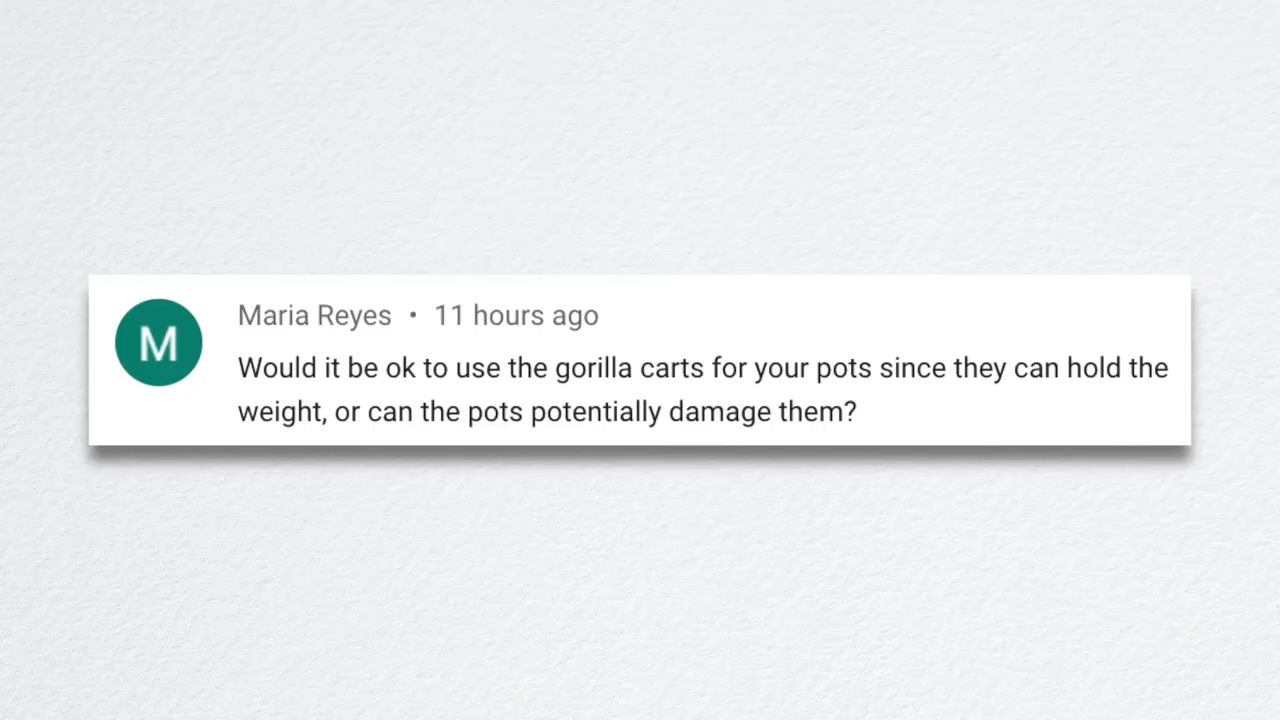 M
Maria Reyes • 11 hours ago
Would it be ok to use the gorilla carts for your pots since they can hold the
weight, or can the pots potentially damage them?